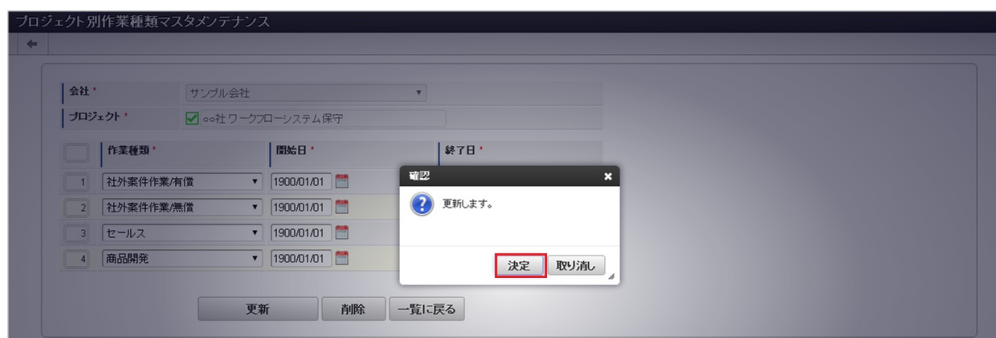 プロジェクト別作業種類マスタメンテナンス
会社 *
サンプル会社
プロジェクト *
○○社 ワークフローシステム保守
作業種類 * 開始日 * 終了日 *
1 社外案件作業/有償 1900/01/01
2 社外案件作業/無償 1900/01/01
3 セールス 1900/01/01
4 商品開発 1900/01/01
確認
更新します。
決定 取り消し
更新 削除 一覧に戻る